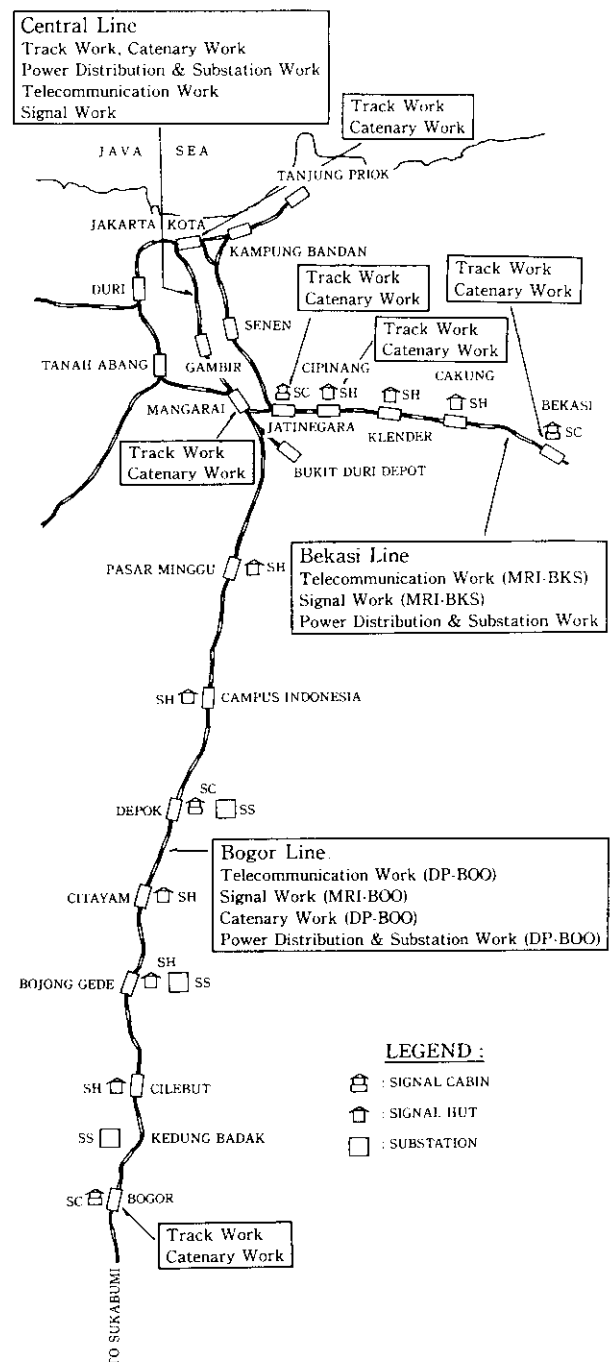 Central Line
Track Work, Catenary Work
Power Distribution & Substation Work
Telecommunication Work
Signal Work
Track Work
Catenary Work
JAVA SEA
TANJUNG PRIOK
JAKARTA KOTA
KAMPUNG BANDAN
Track Work
Catenary Work
Track Work
Catenary Work
DURI
SENEN
Track Work
Catenary Work
TANAH ABANG
GAMBIR
CIPINANG
CAKUNG
SC
SH
SH
SH
BEKASI
MANGARAI
JATINEGARA
KLENDER
SC
Track Work
Catenary Work
BUKIT DURI DEPOT
Bekasi Line
Telecommunication Work (MRI-BKS)
Signal Work (MRI-BKS)
Power Distribution & Substation Work
PASAR MINGGU
SH
SH
CAMPUS INDONESIA
SC
DEPOK
SS
Bogor Line
Telecommunication Work (DP-BOO)
Signal Work (MRI-BOO)
Catenary Work (DP-BOO)
Power Distribution & Substation Work (DP-BOO)
CITAYAM
SH
SH
BOJONG GEDE
SS
LEGEND :
: SIGNAL CABIN
: SIGNAL HUT
: SUBSTATION
SH
CILEBUT
SS
KEDUNG BADAK
SC
BOGOR
Track Work
Catenary Work
TO SUKABUMI